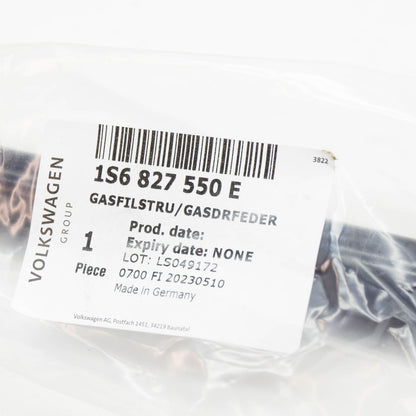 3822
1S6 827 550 E
GASFILSTRU/GASDRFEDER
VOLKSWAGEN
GROUP
1
Piece
Prod. date:
Expiry date: NONE
LOT: LS049172
0700 FI 20230510
Made in Germany
Volkswagen AG, Postfach 1451, 34219 Baunatal